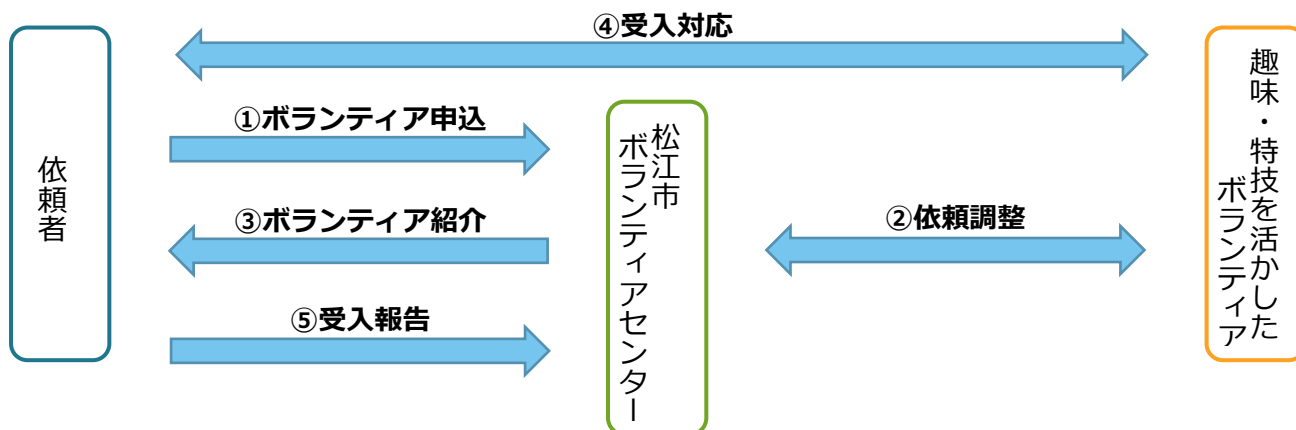 ④受入対応
依頼者
①ボランティア申込
③ボランティア紹介
⑤受入報告
松江市
ボランティアセンター
②依頼調整
趣味・特技を活かした
ボランティア